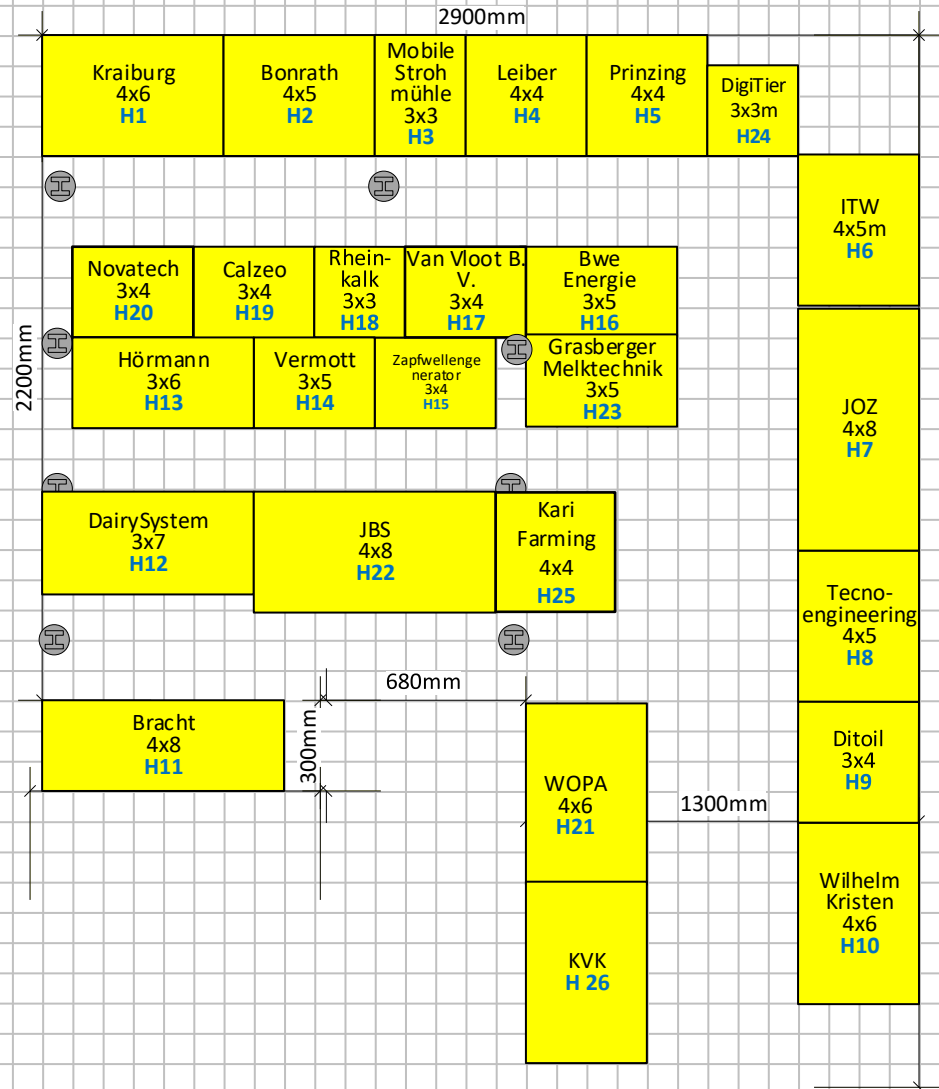 2900mm
Kraiburg
4x6
H1
Bonrath
4x5
H2
Mobile
Stroh
mühle
3x3
H3
Leiber
4x4
H4
Prinzing
4x4
H5
DigiTier
3x3m
H24
ITW
4x5m
H6
Novatech
3x4
H20
Calzeo
3x4
H19
Rhein-
kalk
3x3
H18
Van Vloot B.
V.
3x4
H17
Bwe
Energie
3x5
H16
2200mm
Hörmann
3x6
H13
Vermott
3x5
H14
Zapfwellenge
nerator
3x4
H15
Grasberger
Melktechnik
3x5
H23
JOZ
4x8
H7
DairySystem
3x7
H12
JBS
4x8
H22
Kari
Farming
4x4
H25
Tecno-
engineering
4x5
H8
680mm
Bracht
4x8
H11
300mm
WOPA
4x6
H21
1300mm
Ditoil
3x4
H9
Wilhelm
Kristen
4x6
H10
KVK
H 26